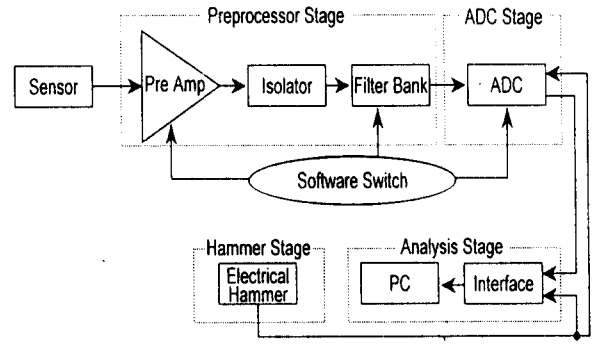 Preprocessor Stage
ADC Stage
Sensor
Pre Amp
Isolator
Filter Bank
ADC
Software Switch
Hammer Stage
Analysis Stage
Electrical
Hammer
PC
Interface